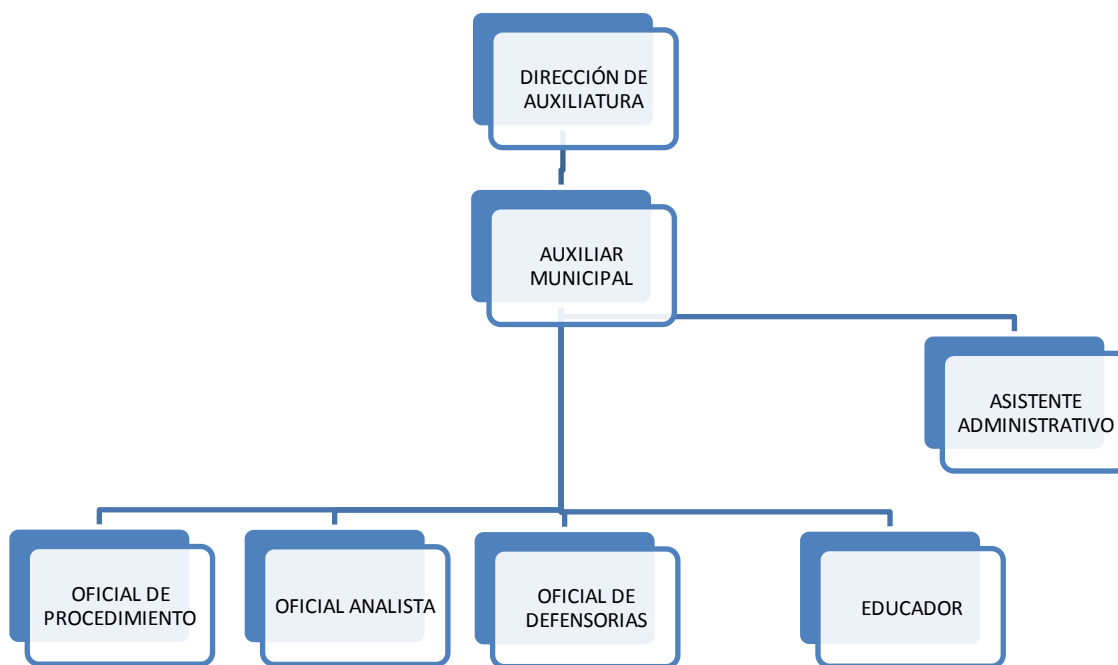 DIRECCIÓN DE
AUXILIATURA
AUXILIAR
MUNICIPAL
ASISTENTE
ADMINISTRATIVO
OFICIAL DE
PROCEDIMIENTO
OFICIAL ANALISTA
OFICIAL DE
DEFENSORIAS
EDUCADOR